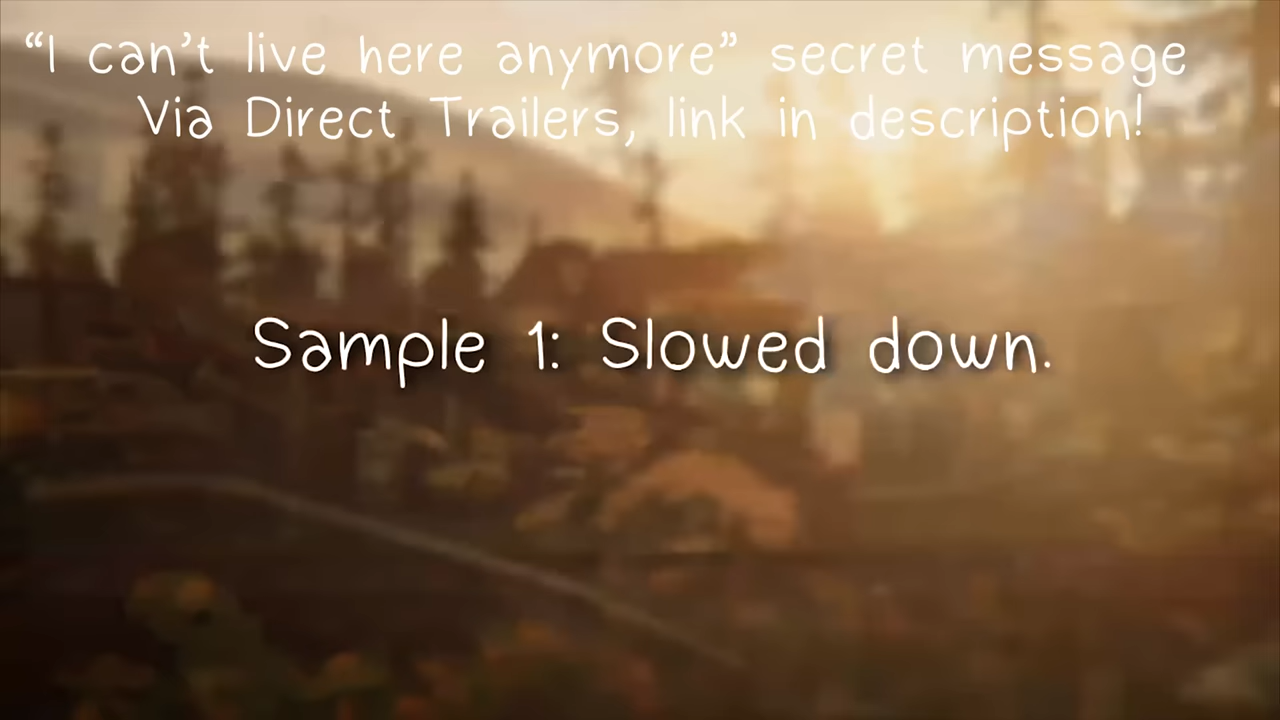 “I can’t live here anymore” secret message
Via Direct Trailers, link in description!
Sample 1: Slowed down.